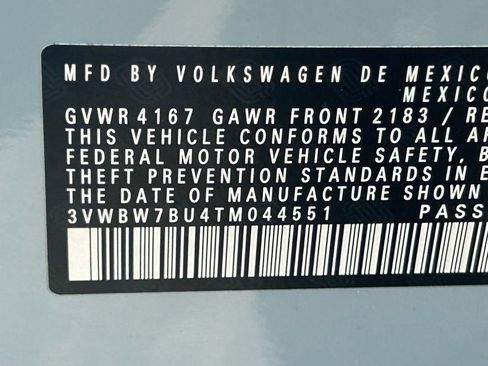 MFD BY VOLKSWAGEN DE MEXICO
MEXICO
GVWR 4167 GAWR FRONT 2183 / RE
THIS VEHICLE CONFORMS TO ALL AP
FEDERAL MOTOR VEHICLE SAFETY, B
THEFT PREVENTION STANDARDS IN E
THE DATE OF MANUFACTURE SHOWN
3VWBW7BU4TM044551 PASS